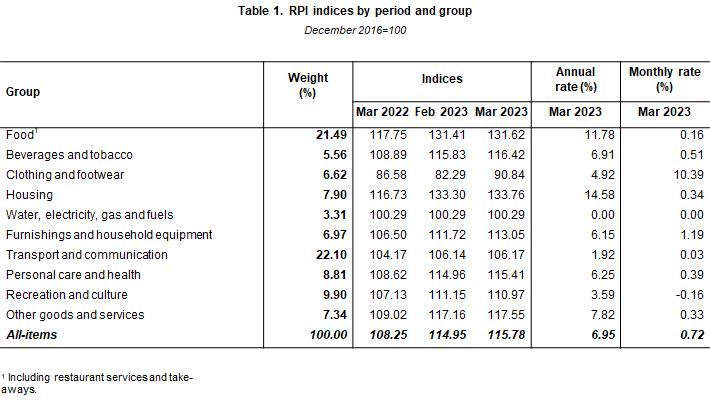 Table 1. RPI indices by period and group
December 2016=100
Group Weight (%) Indices Annual rate (%) Monthly rate (%)
Mar 2022 Feb 2023 Mar 2023 Mar 2023 Mar 2023
Food¹ 21.49 117.75 131.41 131.62 11.78 0.16
Beverages and tobacco 5.56 108.89 115.83 116.42 6.91 0.51
Clothing and footwear 6.62 86.58 82.29 90.84 4.92 10.39
Housing 7.90 116.73 133.30 133.76 14.58 0.34
Water, electricity, gas and fuels 3.31 100.29 100.29 100.29 0.00 0.00
Furnishings and household equipment 6.97 106.50 111.72 113.05 6.15 1.19
Transport and communication 22.10 104.17 106.14 106.17 1.92 0.03
Personal care and health 8.81 108.62 114.96 115.41 6.25 0.39
Recreation and culture 9.90 107.13 111.15 110.97 3.59 -0.16
Other goods and services 7.34 109.02 117.16 117.55 7.82 0.33
All-items 100.00 108.25 114.95 115.78 6.95 0.72
¹ Including restaurant services and take-
aways.